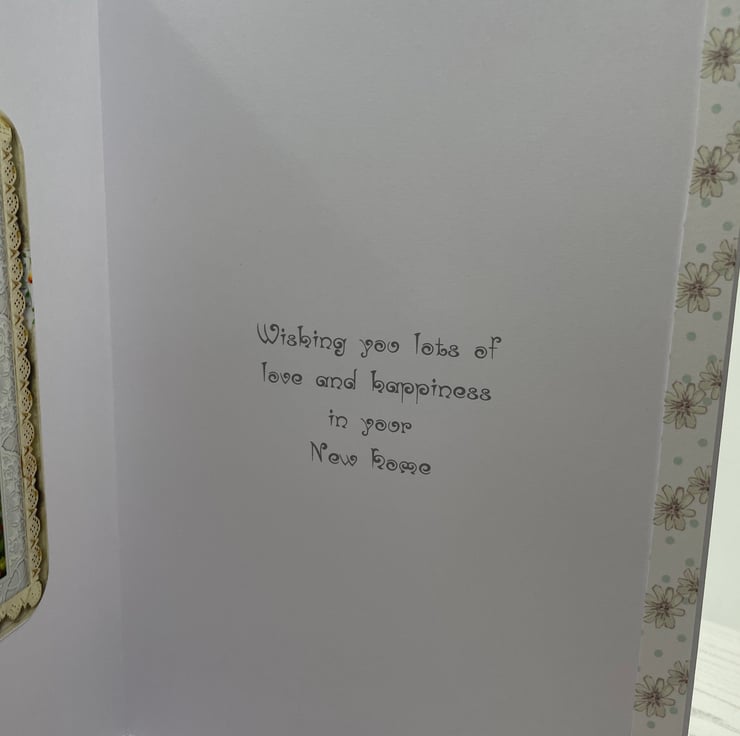 Wishing you lots of
love and happiness
in your
New home